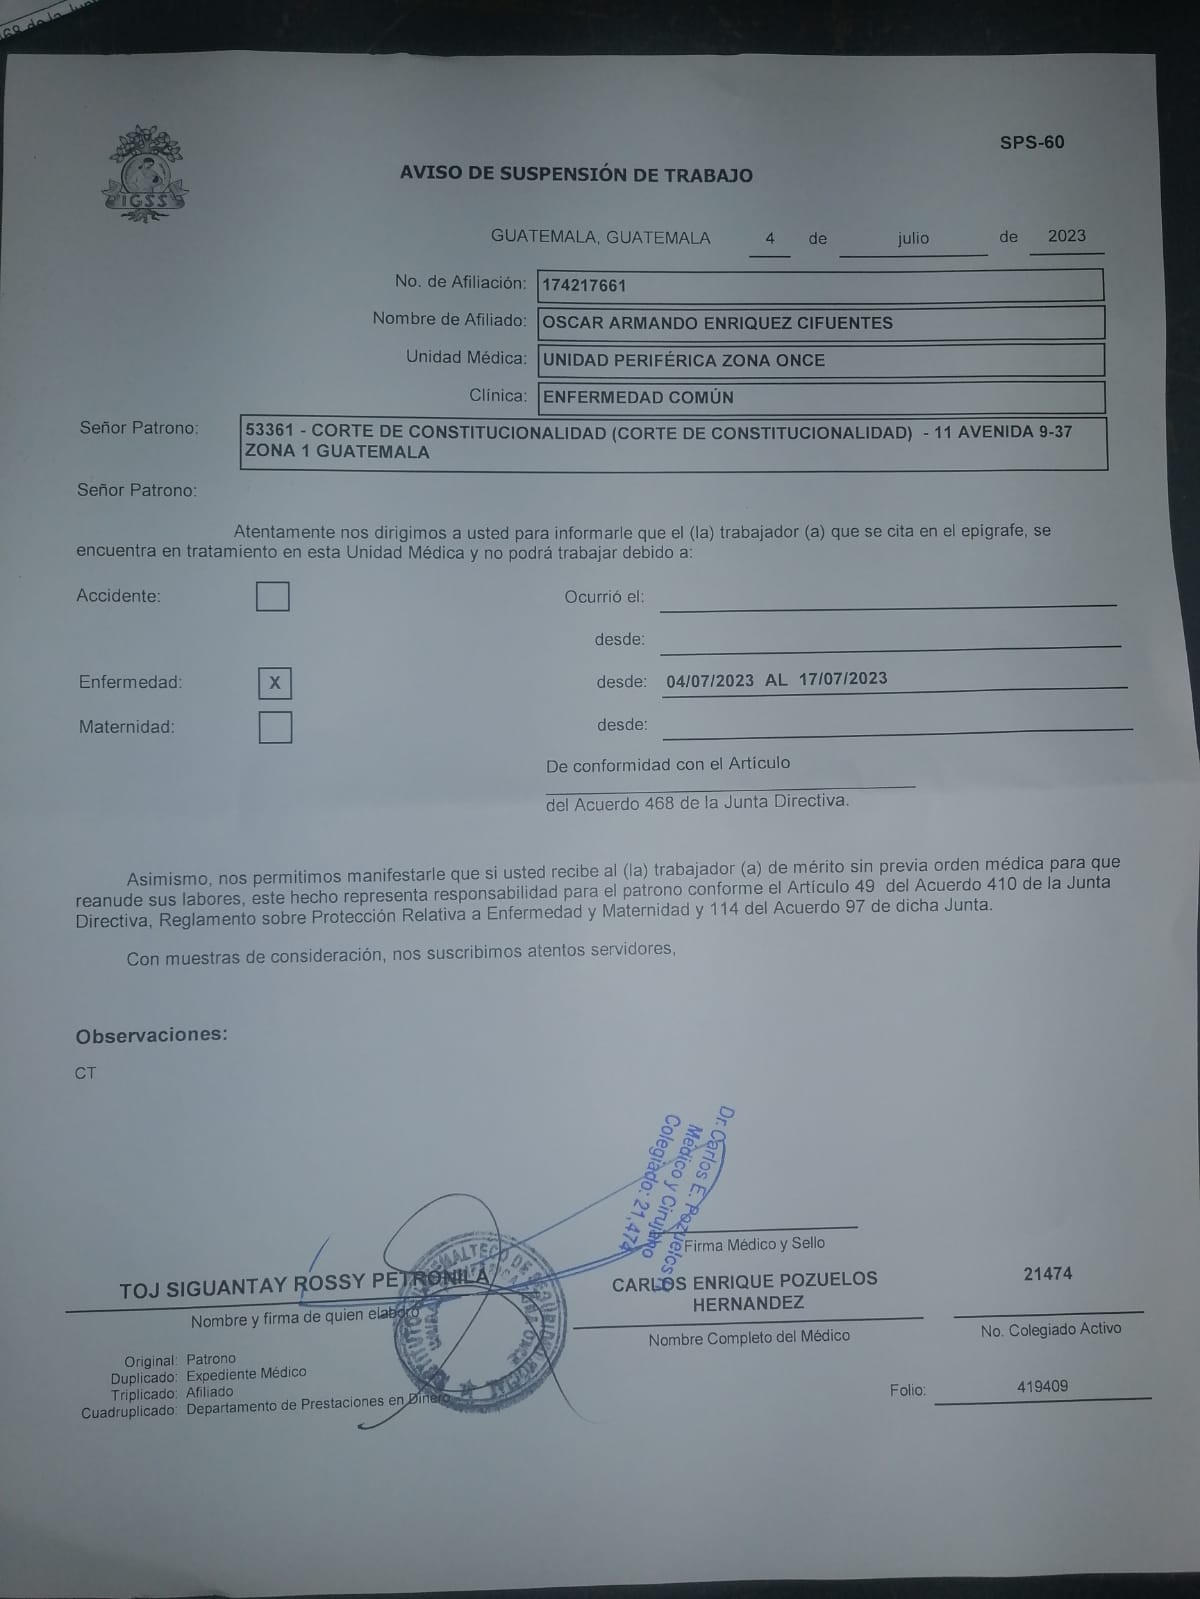 68 de la Jun
IGSS
SPS-60
AVISO DE SUSPENSIÓN DE TRABAJO
GUATEMALA, GUATEMALA 4 de julio de 2023
No. de Afiliación: 174217661
Nombre de Afiliado: OSCAR ARMANDO ENRIQUEZ CIFUENTES
Unidad Médica: UNIDAD PERIFÉRICA ZONA ONCE
Clínica: ENFERMEDAD COMÚN
Señor Patrono: 53361 - CORTE DE CONSTITUCIONALIDAD (CORTE DE CONSTITUCIONALIDAD) - 11 AVENIDA 9-37
ZONA 1 GUATEMALA
Señor Patrono:
Atentamente nos dirigimos a usted para informarle que el (la) trabajador (a) que se cita en el epigrafe, se
encuentra en tratamiento en esta Unidad Médica y no podrá trabajar debido a:
Accidente: Ocurrió el:
desde:
Enfermedad: X desde: 04/07/2023 AL 17/07/2023
Maternidad: desde:
De conformidad con el Artículo
del Acuerdo 468 de la Junta Directiva.
Asimismo, nos permitimos manifestarle que si usted recibe al (la) trabajador (a) de mérito sin previa orden médica para que
reanude sus labores, este hecho representa responsabilidad para el patrono conforme el Artículo 49 del Acuerdo 410 de la Junta
Directiva, Reglamento sobre Protección Relativa a Enfermedad y Maternidad y 114 del Acuerdo 97 de dicha Junta.
Con muestras de consideración, nos suscribimos atentos servidores,
Observaciones:
CT
Dr. Carlos E. Pozuelos
Médico y Cirujano
Colegiado: 21,474
Firma Médico y Sello
TOJ SIGUANTAY ROSSY PETRONILA
Nombre y firma de quien elaboró
CARLOS ENRIQUE POZUELOS
HERNANDEZ
Nombre Completo del Médico
21474
No. Colegiado Activo
Original: Patrono
Duplicado: Expediente Médico
Triplicado: Afiliado
Cuadruplicado: Departamento de Prestaciones en Dinero
Folio: 419409